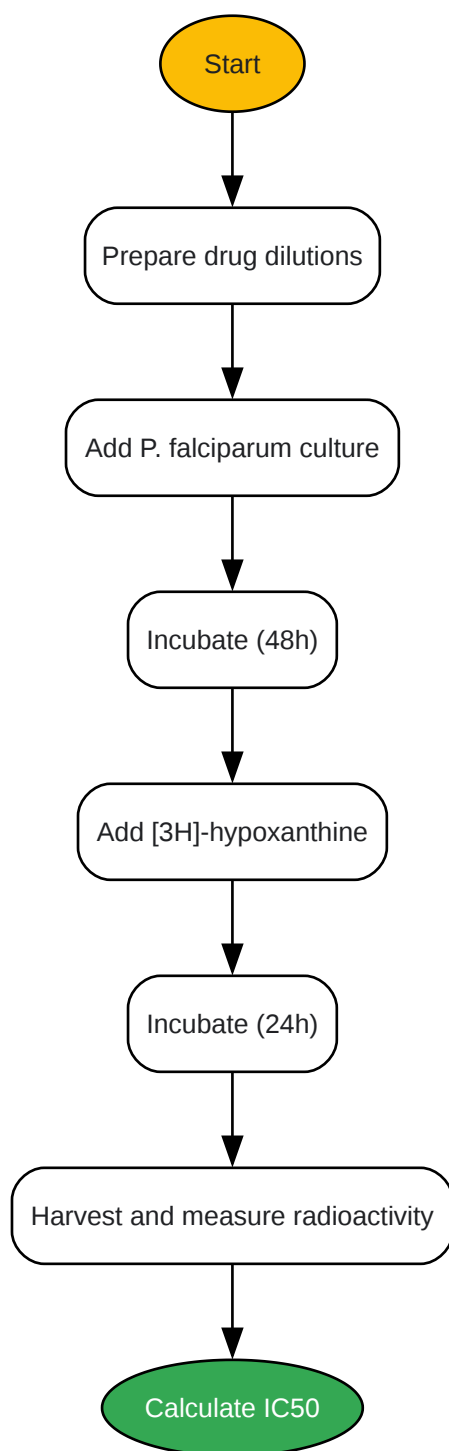 Start
Prepare drug dilutions
Add P. falciparum culture
Incubate (48h)
Add [3H]-hypoxanthine
Incubate (24h)
Harvest and measure radioactivity
Calculate IC50